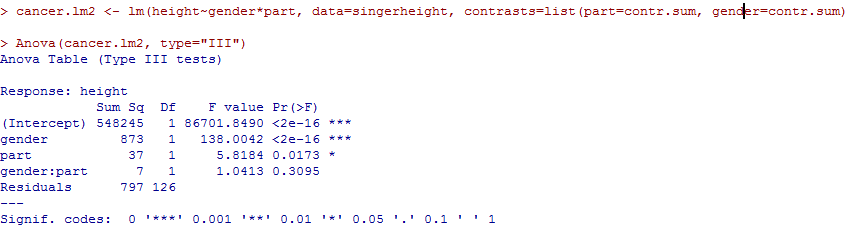 > cancer.lm2 <- lm(height~gender*part, data=singerheight, contrasts=list(part=contr.sum, gender=contr.sum)
> Anova(cancer.lm2, type="III")
Anova Table (Type III tests)
Response: height
Sum Sq Df F value Pr(>F)
(Intercept) 548245 1 86701.8490 <2e-16 ***
gender 873 1 138.0042 <2e-16 ***
part 37 1 5.8184 0.0173 *
gender:part 7 1 1.0413 0.3095
Residuals 797 126
---
Signif. codes: 0 '***' 0.001 '**' 0.01 '*' 0.05 '.' 0.1 ' ' 1